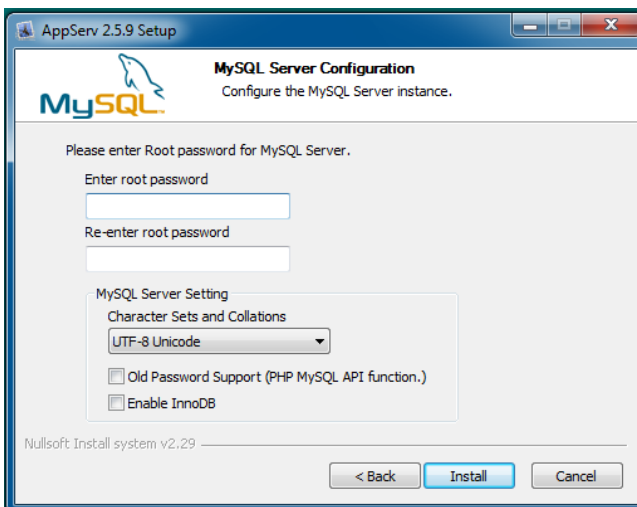 AppServ 2.5.9 Setup
MySQL
MySQL Server Configuration
Configure the MySQL Server instance.
Please enter Root password for MySQL Server.
Enter root password
Re-enter root password
MySQL Server Setting
Character Sets and Collations
UTF-8 Unicode
Old Password Support (PHP MySQL API function.)
Enable InnoDB
Nullsoft Install system v2.29
< Back
Install
Cancel